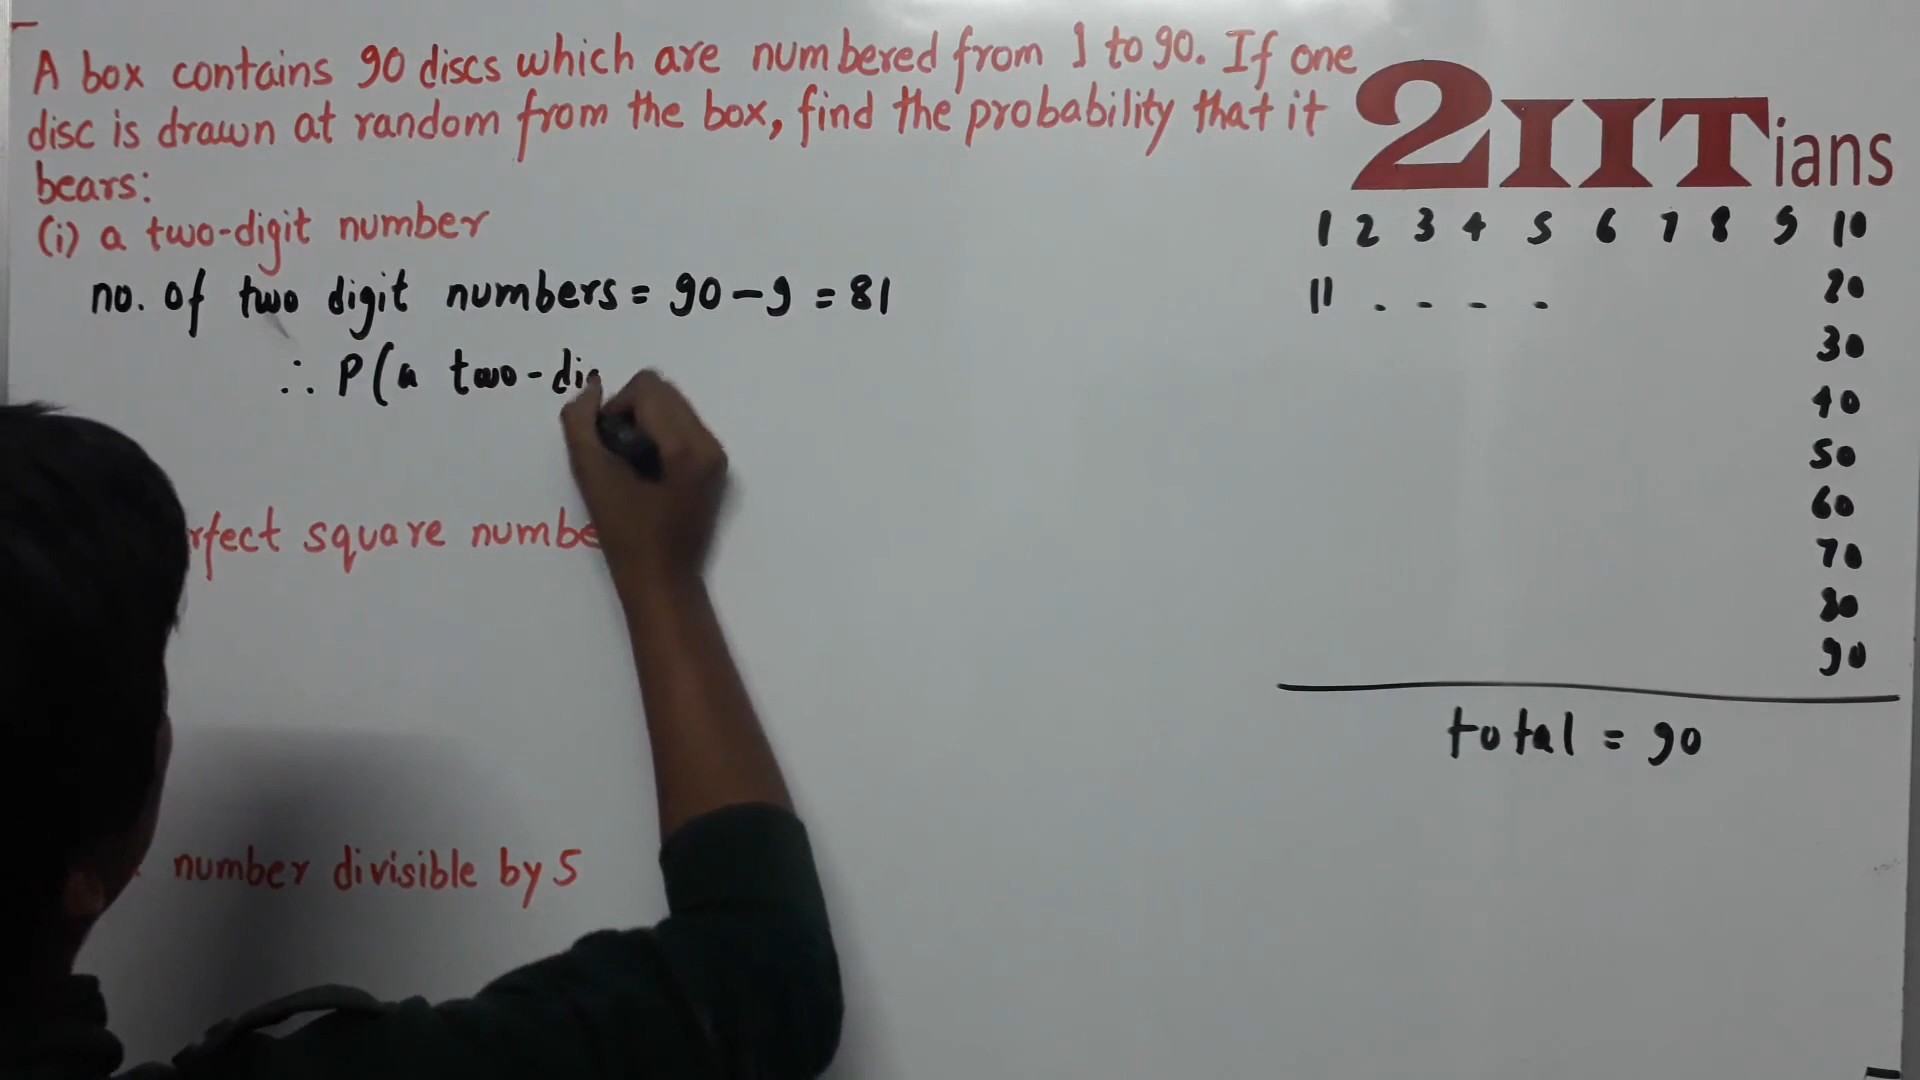 A box contains 90 discs which are numbered from 1 to 90. If one
disc is drawn at random from the box, find the probability that it
bears:
(i) a two-digit number
no. of two digit numbers = 90 - 9 = 81
∴ P(a two-
square number
number divisible by 5
2IITians
1 2 3 4 5 6 7 8 9 10
11 . - - - 20
30
40
50
60
70
80
90
total = 90